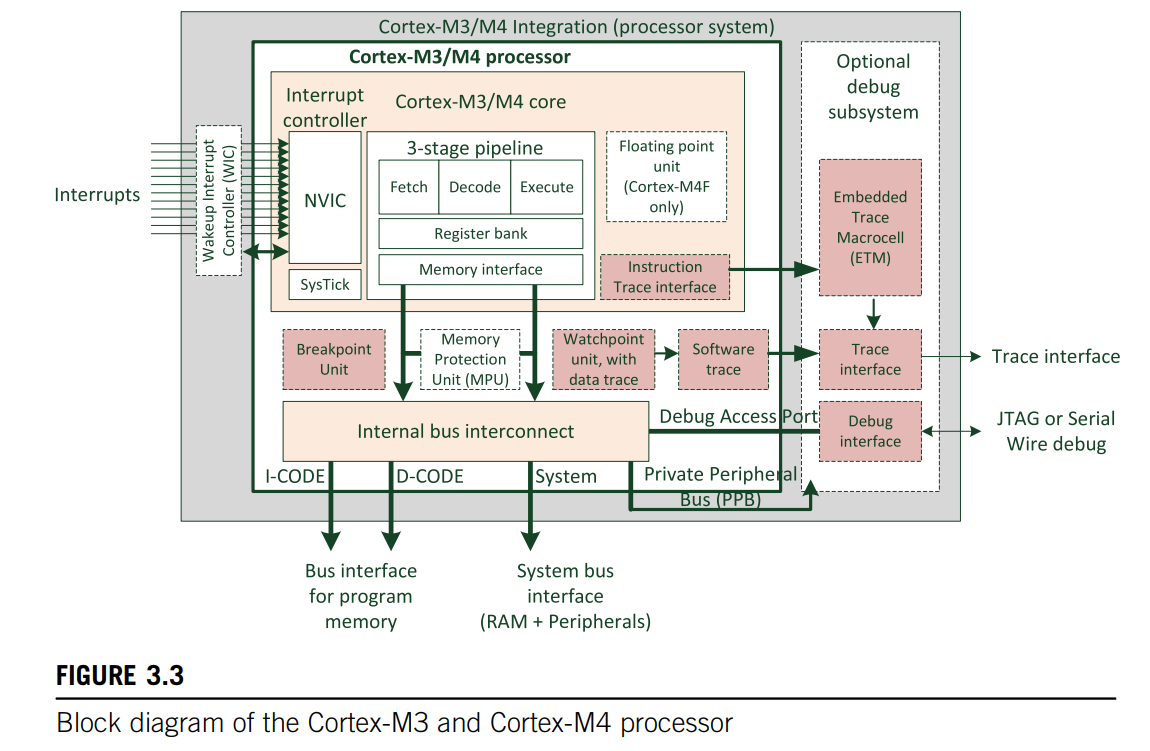 Cortex-M3/M4 Integration (processor system)
Cortex-M3/M4 processor
Optional
debug
subsystem
Interrupt
controller
Cortex-M3/M4 core
Interrupts
Wakeup Interrupt
Controller (WIC)
NVIC
SysTick
3-stage pipeline
Fetch
Decode
Execute
Register bank
Memory interface
Floating point
unit
(Cortex-M4F
only)
Instruction
Trace interface
Embedded
Trace
Macrocell
(ETM)
Breakpoint
Unit
Memory
Protection
Unit (MPU)
Watchpoint
unit, with
data trace
Software
trace
Trace
interface
Trace interface
Internal bus interconnect
Debug Access Port
Debug
interface
JTAG or Serial
Wire debug
I-CODE
D-CODE
System
Private Peripheral
Bus (PPB)
Bus interface
for program
memory
System bus
interface
(RAM + Peripherals)
FIGURE 3.3
Block diagram of the Cortex-M3 and Cortex-M4 processor